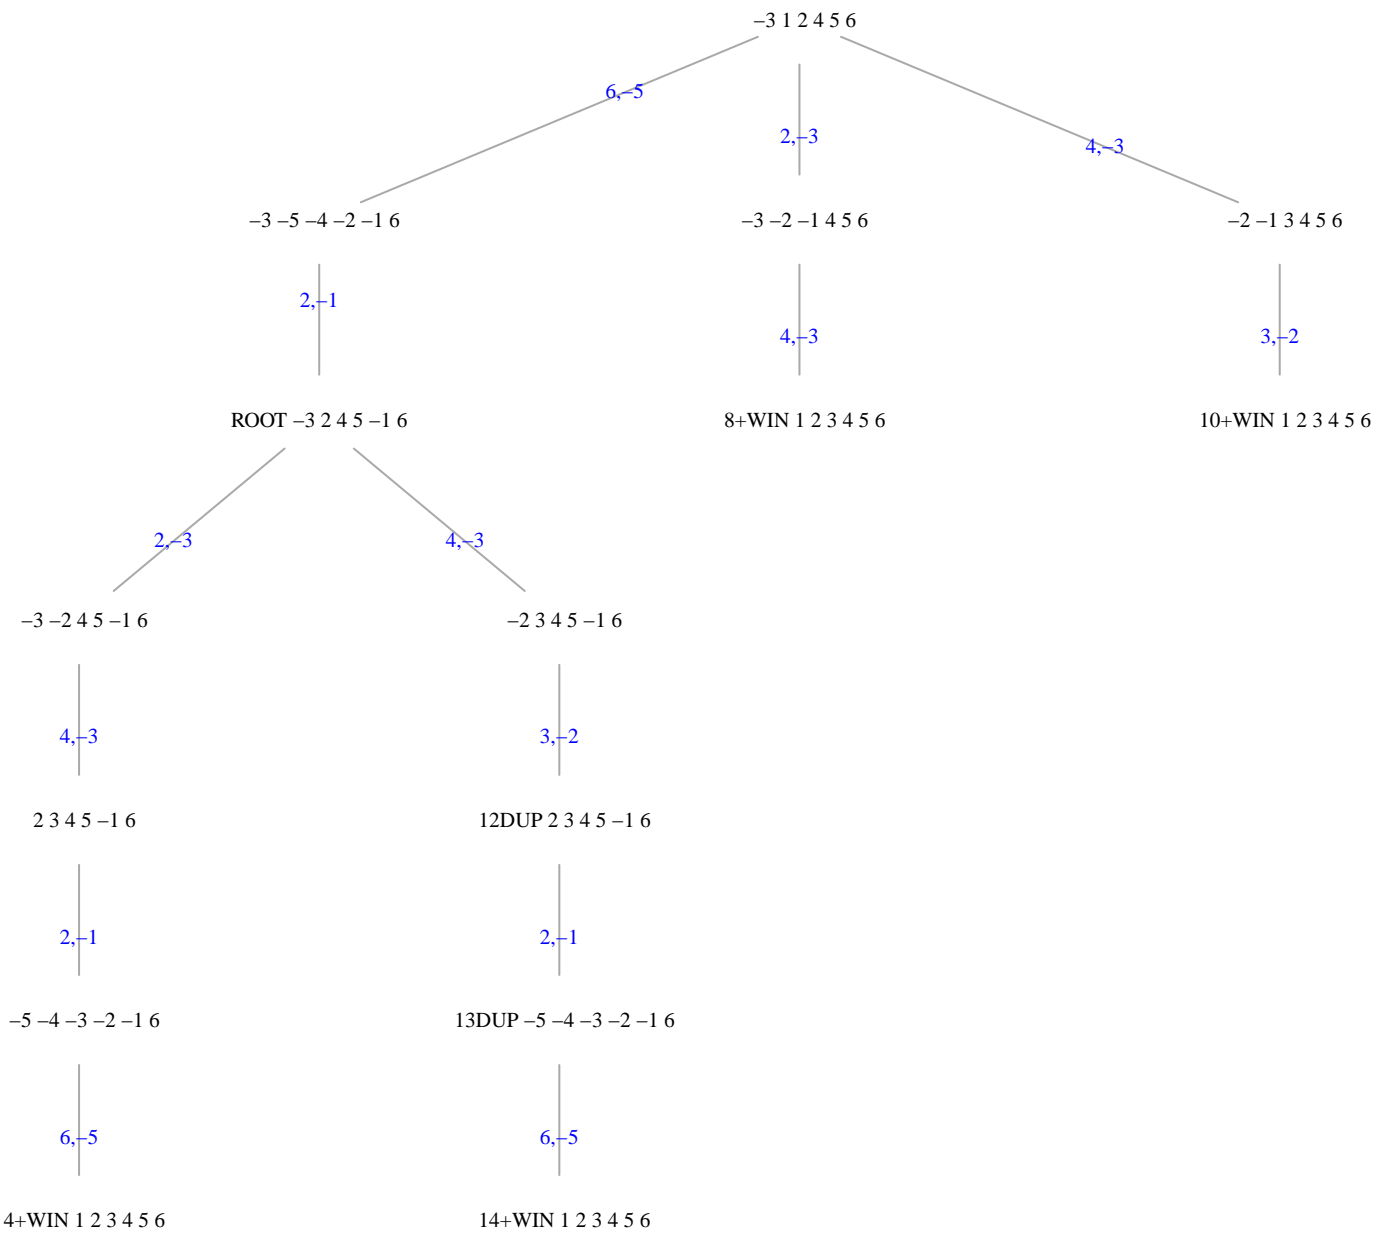 –3 1 2 4 5 6
6,–5
2,–3
4,–3
–3 –5 –4 –2 –1 6
–3 –2 –1 4 5 6
–2 –1 3 4 5 6
2,–1
4,–3
3,–2
ROOT –3 2 4 5 –1 6
8+WIN 1 2 3 4 5 6
10+WIN 1 2 3 4 5 6
2,–3
4,–3
–3 –2 4 5 –1 6
–2 3 4 5 –1 6
4,–3
3,–2
2 3 4 5 –1 6
12DUP 2 3 4 5 –1 6
2,–1
2,–1
–5 –4 –3 –2 –1 6
13DUP –5 –4 –3 –2 –1 6
6,–5
6,–5
4+WIN 1 2 3 4 5 6
14+WIN 1 2 3 4 5 6